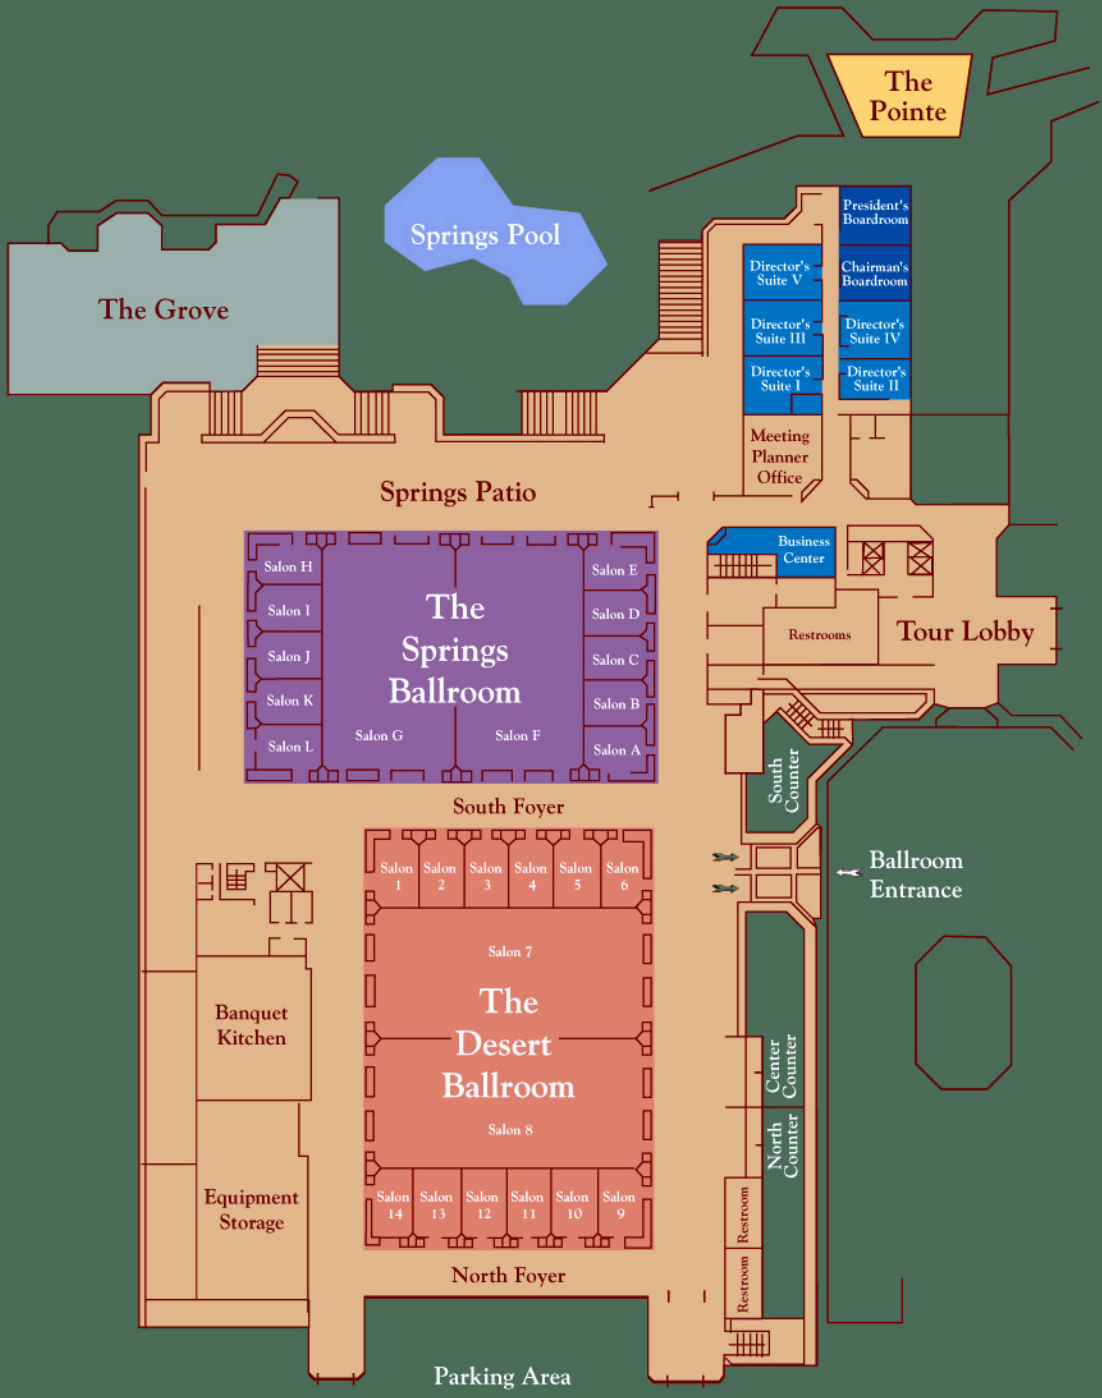 The
Pointe
President's
Boardroom
Springs Pool
Director's
Suite V
Chairman's
Boardroom
The Grove
Director's
Suite III
Director's
Suite IV
Director's
Suite I
Director's
Suite II
Meeting
Planner
Office
Springs Patio
Business
Center
Salon H
Salon E
The
Springs
Ballroom
Salon I
Salon D
Salon J
Salon C
Salon K
Salon B
Salon L
Salon G
Salon F
Salon A
Restrooms
Tour Lobby
South Foyer
South
Counter
Ballroom
Entrance
Salon
1
Salon
2
Salon
3
Salon
4
Salon
5
Salon
6
Salon 7
The
Desert
Ballroom
Banquet
Kitchen
Center
Counter
Salon 8
North
Counter
Equipment
Storage
Salon
14
Salon
13
Salon
12
Salon
11
Salon
10
Salon
9
Restroom
Restroom
North Foyer
Parking Area